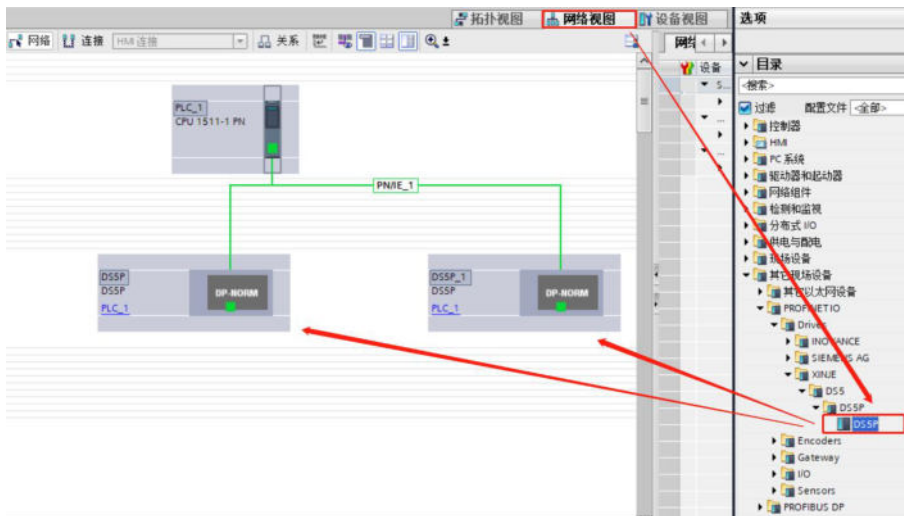 拓扑视图 网络视图 设备视图 选项
网络 连接 HMI 连接 关系 网络
目录
设备
<搜索>
S...
过滤 配置文件 <全部>
PLC_1
CPU 1511-1 PN
...
...
控制器
HMI
PC 系统
驱动器和起动器
网络组件
PN/IE_1
检测和监视
分布式 I/O
供电与配电
现场设备
DS5P
DS5P
DP-NORM
PLC_1
DS5P_1
DS5P
DP-NORM
PLC_1
其它现场设备
其它以太网设备
PROFINET IO
Drives
INOVANCE
SIEMENS AG
XINJE
DS5
DS5P
DS5P
Encoders
Gateway
I/O
Sensors
PROFIBUS DP